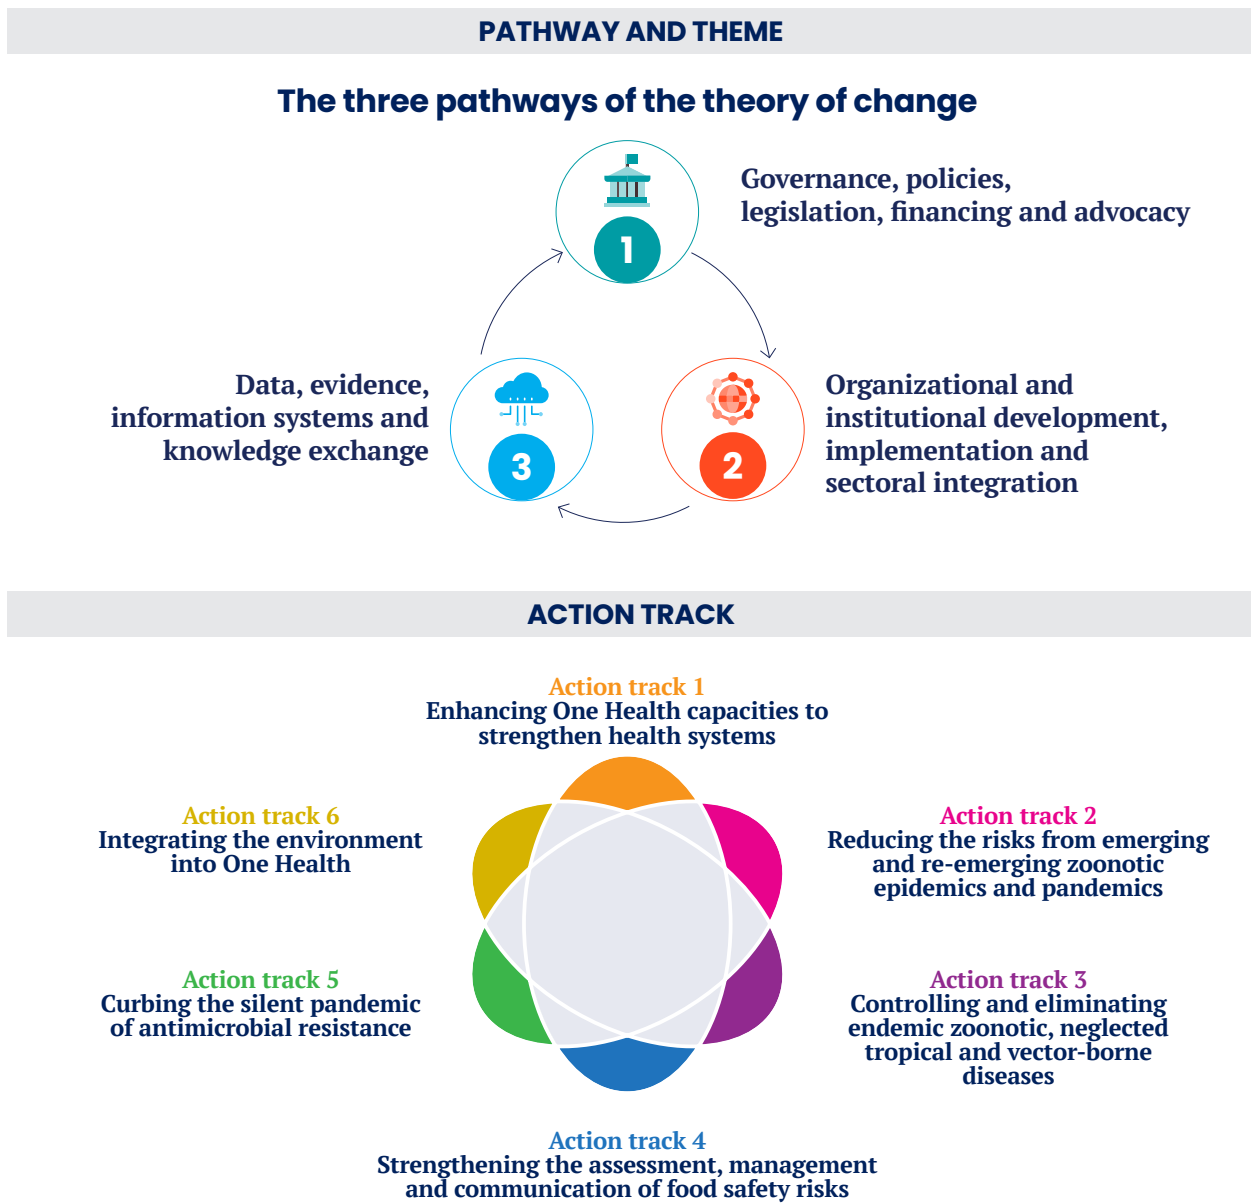 PATHWAY AND THEME
The three pathways of the theory of change
1
Governance, policies,
legislation, financing and advocacy
2
Organizational and
institutional development,
implementation and
sectoral integration
3
Data, evidence,
information systems and
knowledge exchange
ACTION TRACK
Action track 1
Enhancing One Health capacities to
strengthen health systems
Action track 2
Reducing the risks from emerging
and re-emerging zoonotic
epidemics and pandemics
Action track 3
Controlling and eliminating
endemic zoonotic, neglected
tropical and vector-borne
diseases
Action track 4
Strengthening the assessment, management
and communication of food safety risks
Action track 5
Curbing the silent pandemic
of antimicrobial resistance
Action track 6
Integrating the environment
into One Health